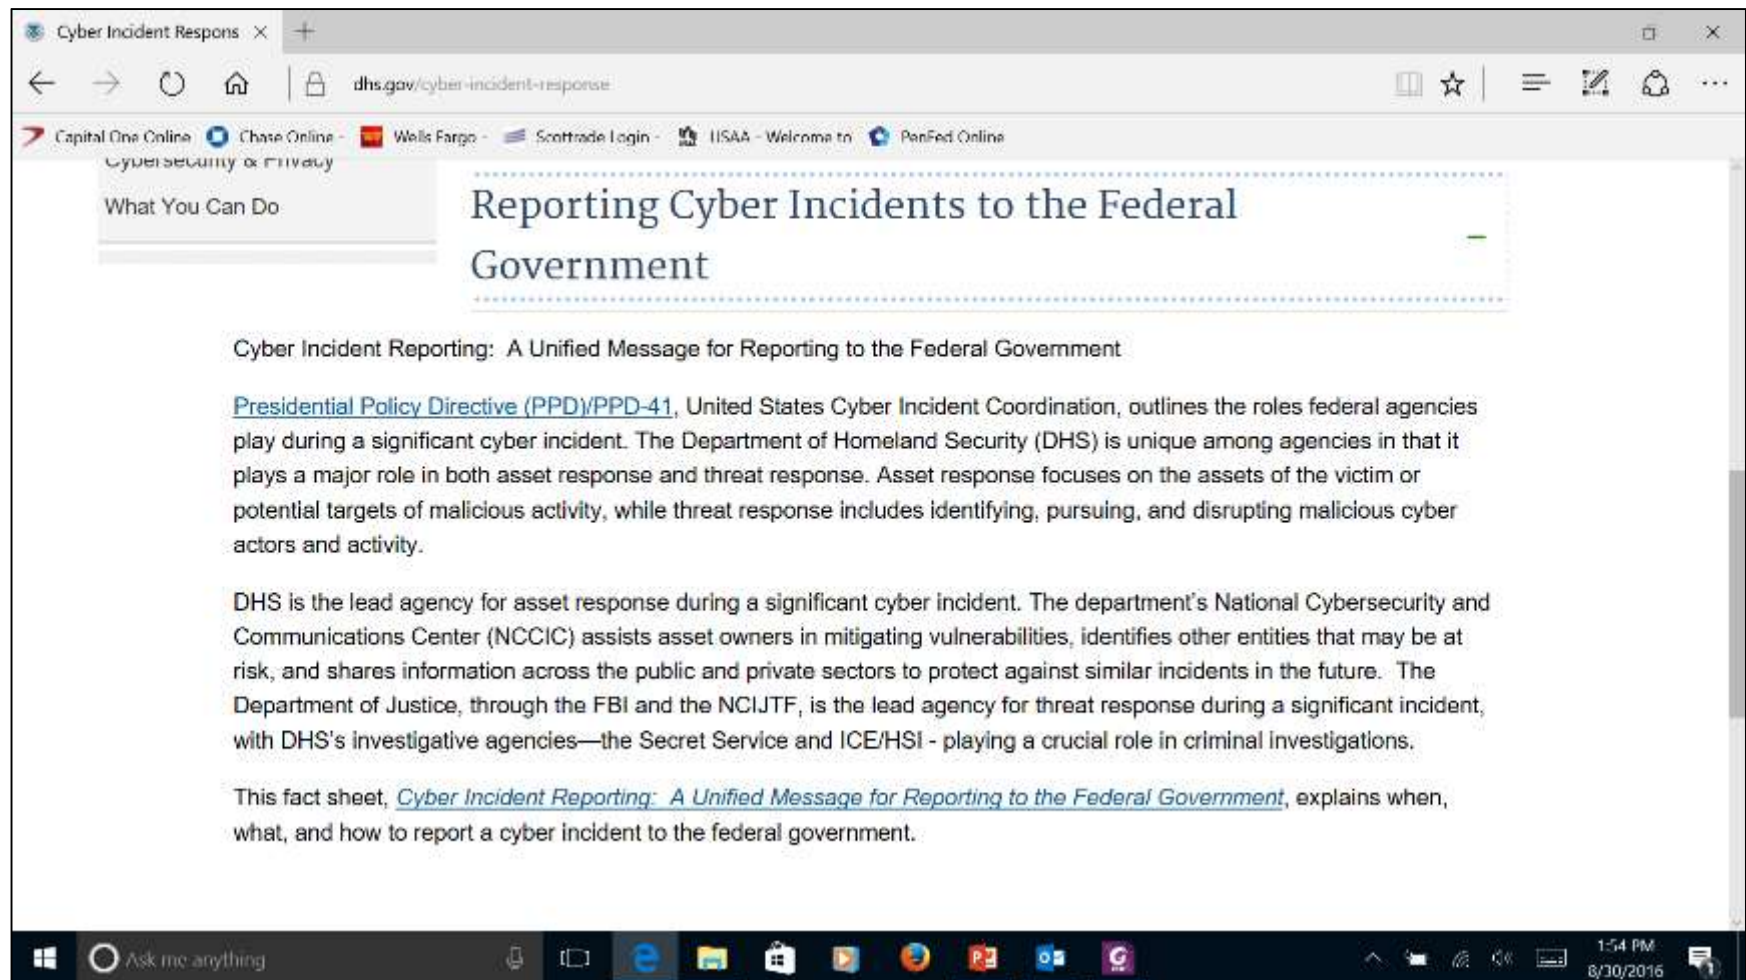 Cyber Incident Respons
dhs.gov/cyber-incident-response
Capital One Online Chase Online - Wells Fargo - Scottrade Login - USAA - Welcome to PenFed Online
Cybersecurity & Privacy
What You Can Do
Reporting Cyber Incidents to the Federal
Government
Cyber Incident Reporting: A Unified Message for Reporting to the Federal Government
Presidential Policy Directive (PPD)/PPD-41, United States Cyber Incident Coordination, outlines the roles federal agencies
play during a significant cyber incident. The Department of Homeland Security (DHS) is unique among agencies in that it
plays a major role in both asset response and threat response. Asset response focuses on the assets of the victim or
potential targets of malicious activity, while threat response includes identifying, pursuing, and disrupting malicious cyber
actors and activity.
DHS is the lead agency for asset response during a significant cyber incident. The department's National Cybersecurity and
Communications Center (NCCIC) assists asset owners in mitigating vulnerabilities, identifies other entities that may be at
risk, and shares information across the public and private sectors to protect against similar incidents in the future. The
Department of Justice, through the FBI and the NCIJTF, is the lead agency for threat response during a significant incident,
with DHS's investigative agencies—the Secret Service and ICE/HSI - playing a crucial role in criminal investigations.
This fact sheet, Cyber Incident Reporting: A Unified Message for Reporting to the Federal Government, explains when,
what, and how to report a cyber incident to the federal government.
Ask me anything
1:54 PM
8/30/2016